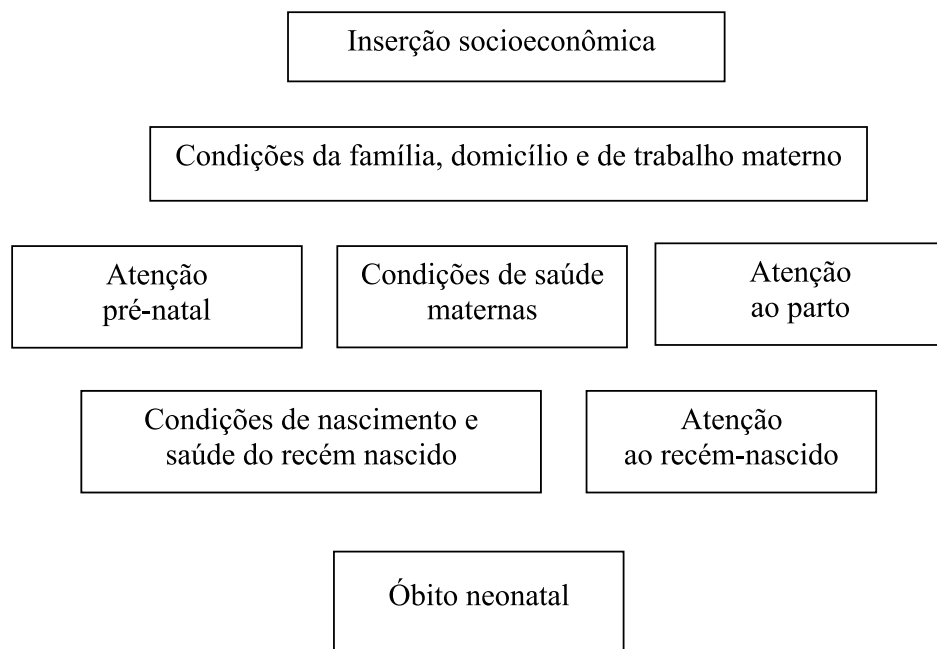 Inserção socioeconômica
Condições da família, domicílio e de trabalho materno
Atenção
pré-natal
Condições de saúde
maternas
Atenção
ao parto
Condições de nascimento e
saúde do recém nascido
Atenção
ao recém-nascido
Óbito neonatal